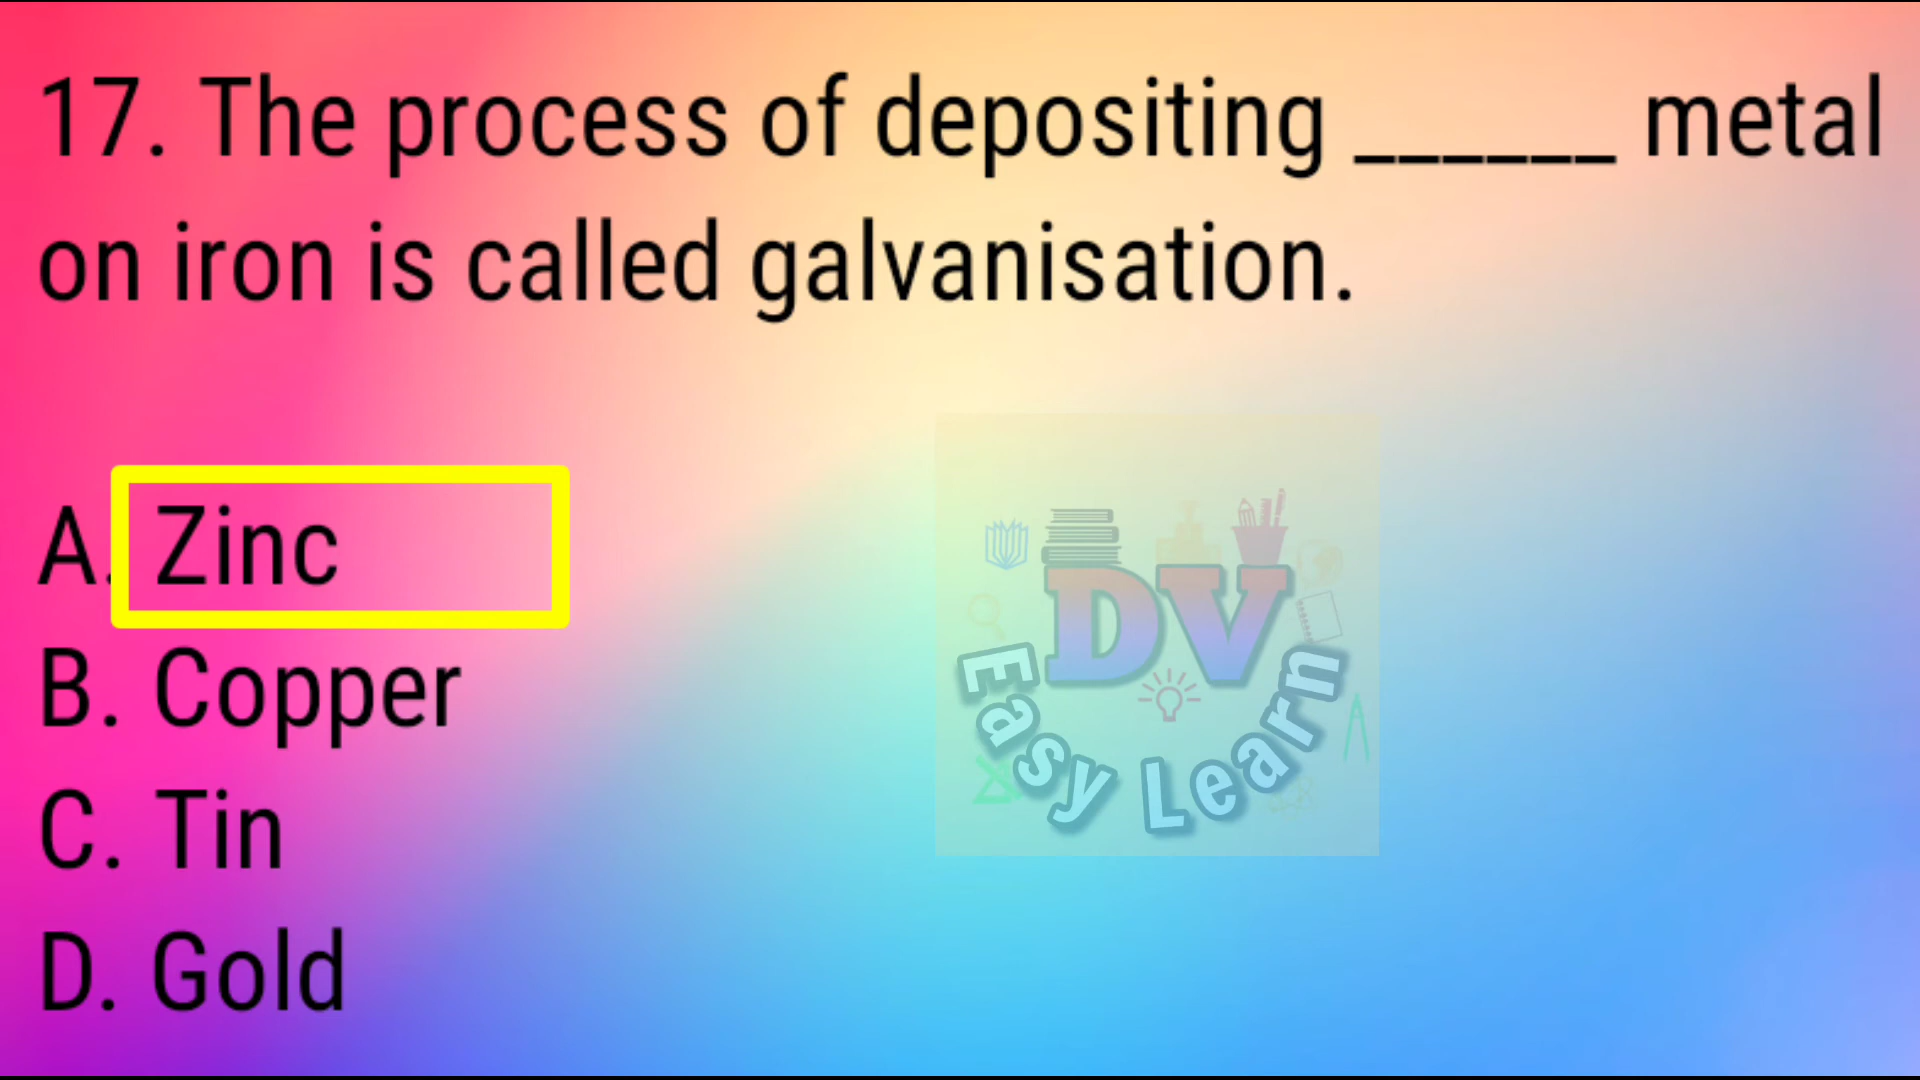 17. The process of depositing ______ metal
on iron is called galvanisation.
A. Zinc
B. Copper
C. Tin
D. Gold
DV
Easy Learn